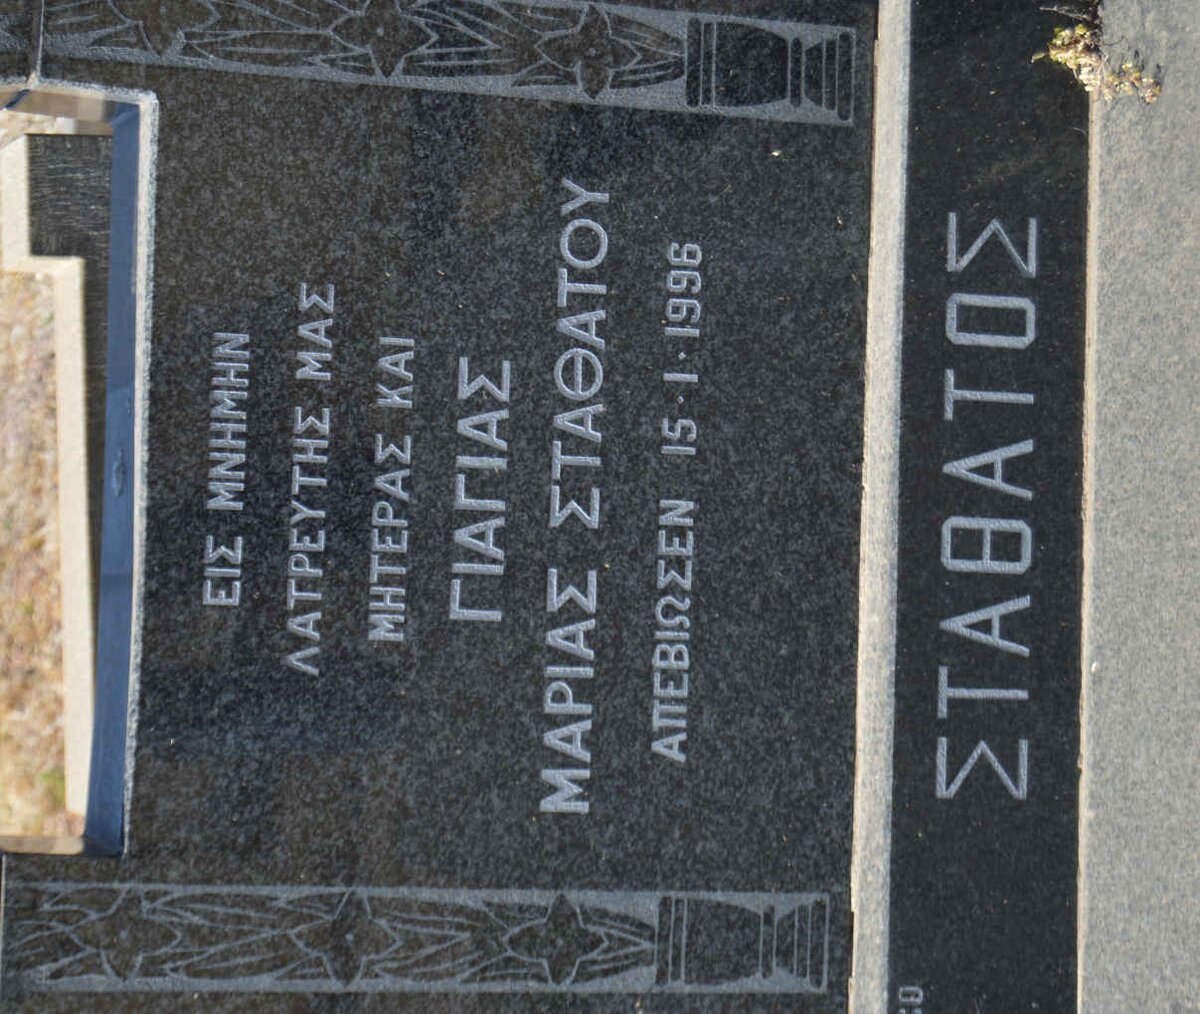 ΕΙΣ ΜΝΗΜΗΝ
ΛΑΤΡΕΥΤΗΣ ΜΑΣ
ΜΗΤΕΡΑΣ ΚΑΙ
ΓΙΑΓΙΑΣ
ΜΑΡΙΑΣ ΣΤΑΘΑΤΟΥ
ΑΠΕΒΙΩΣΕΝ 15·1·1996
ΣΤΑΘΑΤΟΣ